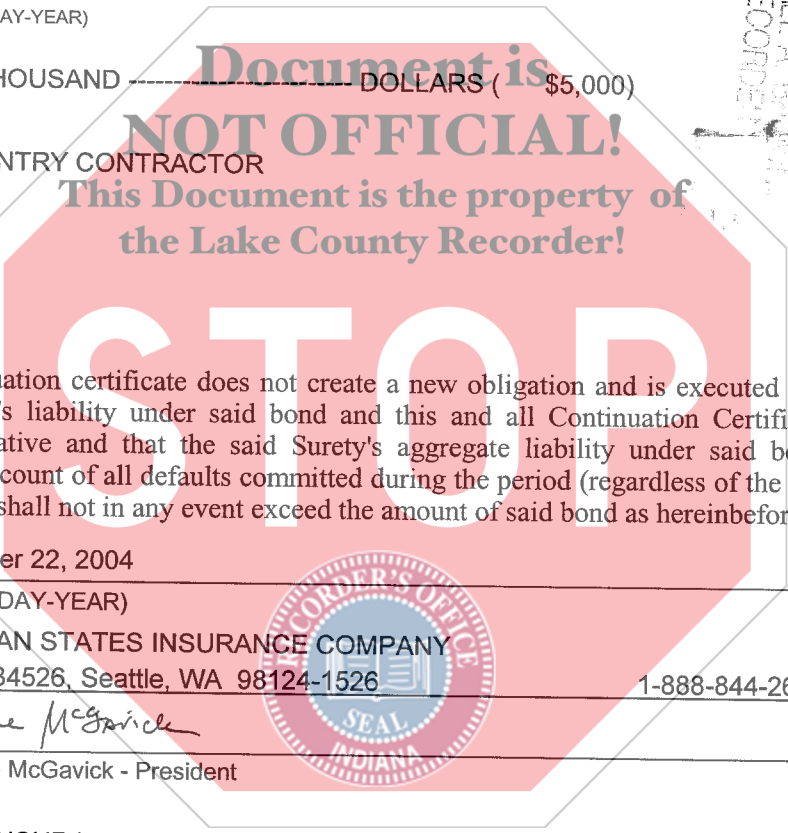 AY-YEAR)
HOUSAND ------------------------- DOLLARS ( $5,000)
NTRY CONTRACTOR
Document is
NOT OFFICIAL!
This Document is the property of
the Lake County Recorder!
STOP
uation certificate does not create a new obligation and is executed
's liability under said bond and this and all Continuation Certifi
ative and that the said Surety's aggregate liability under said b
count of all defaults committed during the period (regardless of the
shall not in any event exceed the amount of said bond as hereinbefor
er 22, 2004
DAY-YEAR)
AN STATES INSURANCE COMPANY
34526, Seattle, WA 98124-1526
1-888-844-26
McGavick
McGavick - President
RECORDER'S OFFICE
SEAL
INDIANA